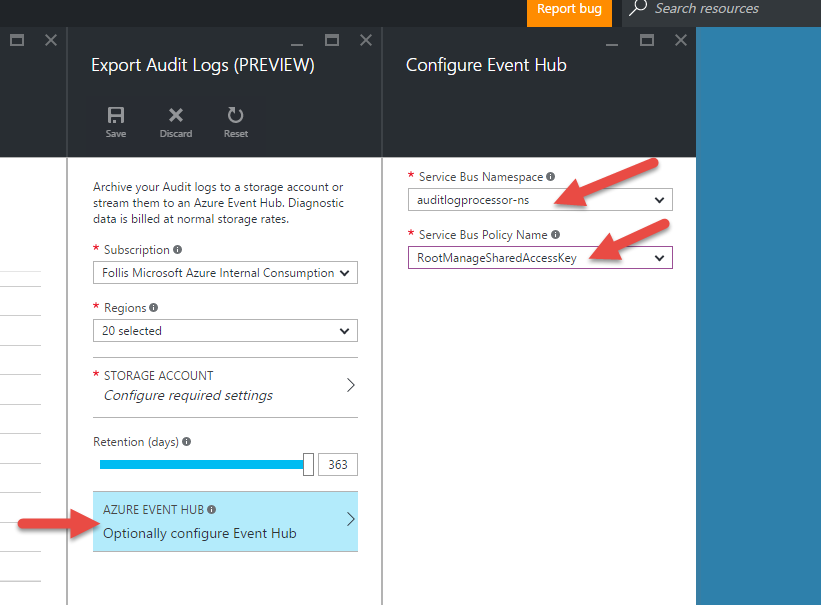 Report bug
Search resources
Export Audit Logs (PREVIEW)
Save
Discard
Reset
Archive your Audit logs to a storage account or
stream them to an Azure Event Hub. Diagnostic
data is billed at normal storage rates.
* Subscription
Follis Microsoft Azure Internal Consumption
* Regions
20 selected
* STORAGE ACCOUNT
Configure required settings
Retention (days)
363
AZURE EVENT HUB
Optionally configure Event Hub
Configure Event Hub
* Service Bus Namespace
auditlogprocessor-ns
* Service Bus Policy Name
RootManageSharedAccessKey